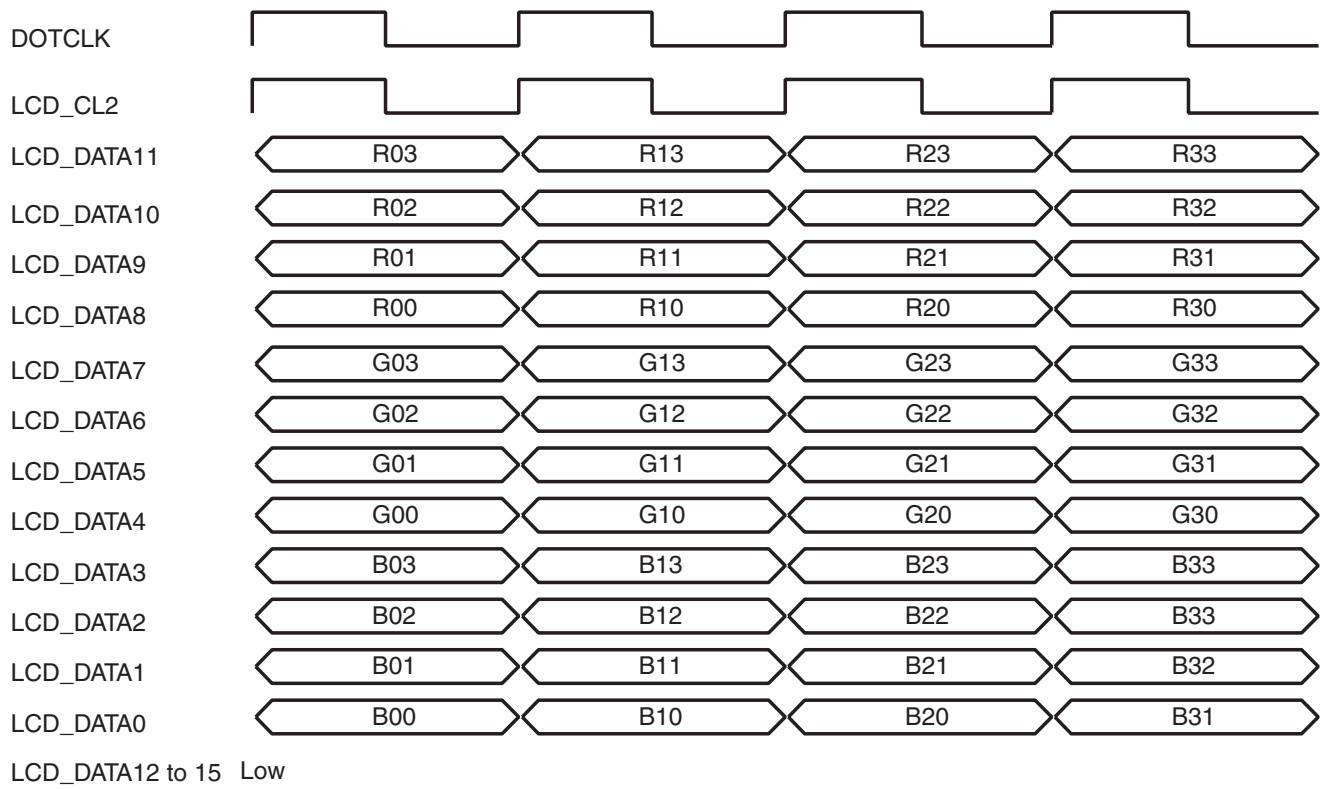 DOTCLK
LCD_CL2
LCD_DATA11 R03 R13 R23 R33
LCD_DATA10 R02 R12 R22 R32
LCD_DATA9 R01 R11 R21 R31
LCD_DATA8 R00 R10 R20 R30
LCD_DATA7 G03 G13 G23 G33
LCD_DATA6 G02 G12 G22 G32
LCD_DATA5 G01 G11 G21 G31
LCD_DATA4 G00 G10 G20 G30
LCD_DATA3 B03 B13 B23 B33
LCD_DATA2 B02 B12 B22 B33
LCD_DATA1 B01 B11 B21 B32
LCD_DATA0 B00 B10 B20 B31
LCD_DATA12 to 15 Low